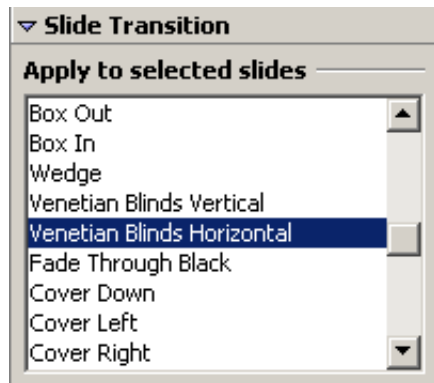 Slide Transition
Apply to selected slides
Box Out
Box In
Wedge
Venetian Blinds Vertical
Venetian Blinds Horizontal
Fade Through Black
Cover Down
Cover Left
Cover Right